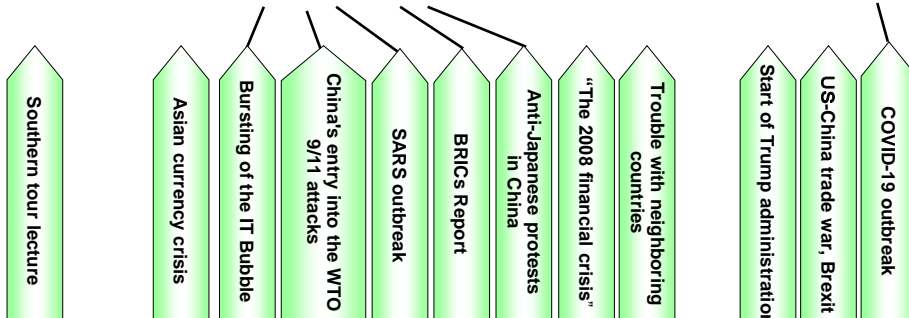 Southern tour lecture
Asian currency crisis
Bursting of the IT Bubble
China's entry into the WTO
9/11 attacks
SARS outbreak
BRICs Report
Anti-Japanese protests
in China
“The 2008 financial crisis”
Trouble with neighboring
countries
Start of Trump administration
US-China trade war, Brexit
COVID-19 outbreak